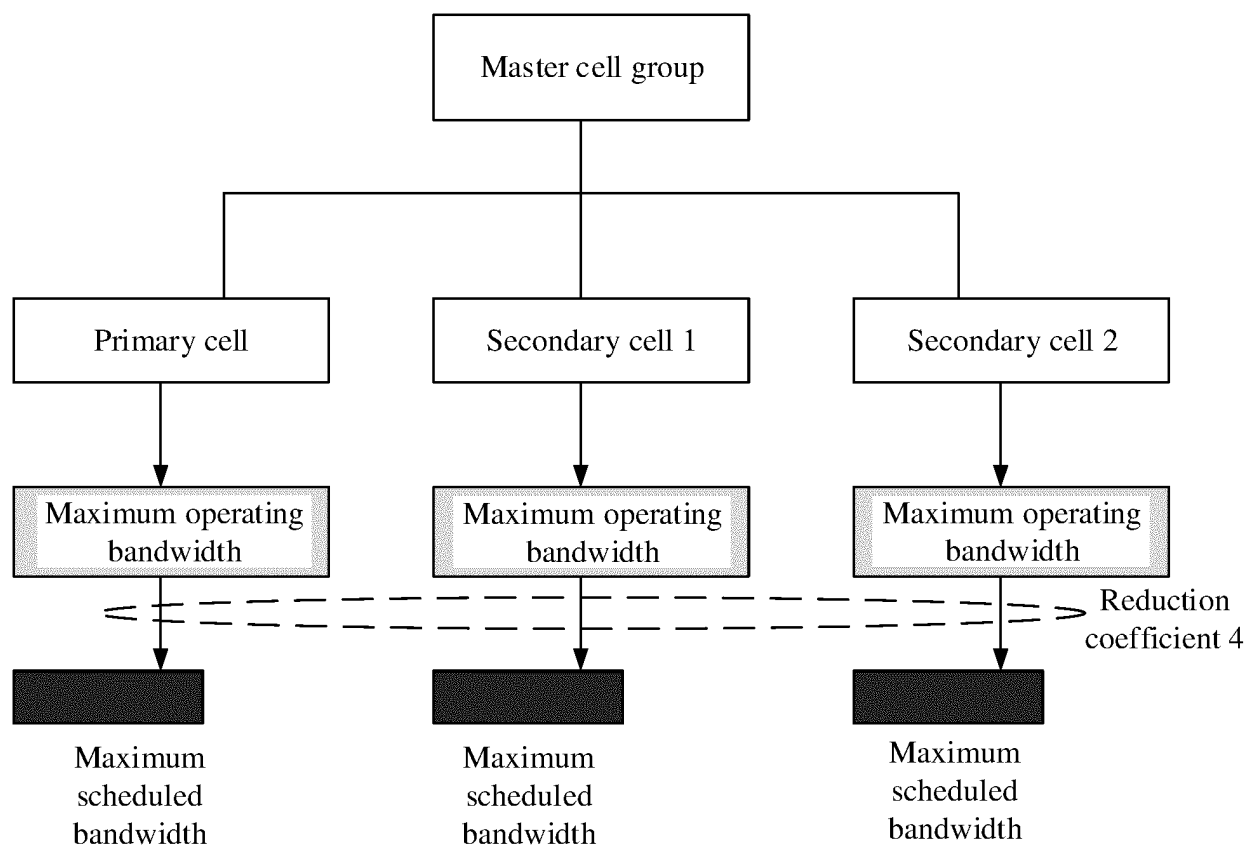 Master cell group
Primary cell
Secondary cell 1
Secondary cell 2
Maximum operating
bandwidth
Maximum operating
bandwidth
Maximum operating
bandwidth
Reduction
coefficient 4
Maximum
scheduled
bandwidth
Maximum
scheduled
bandwidth
Maximum
scheduled
bandwidth